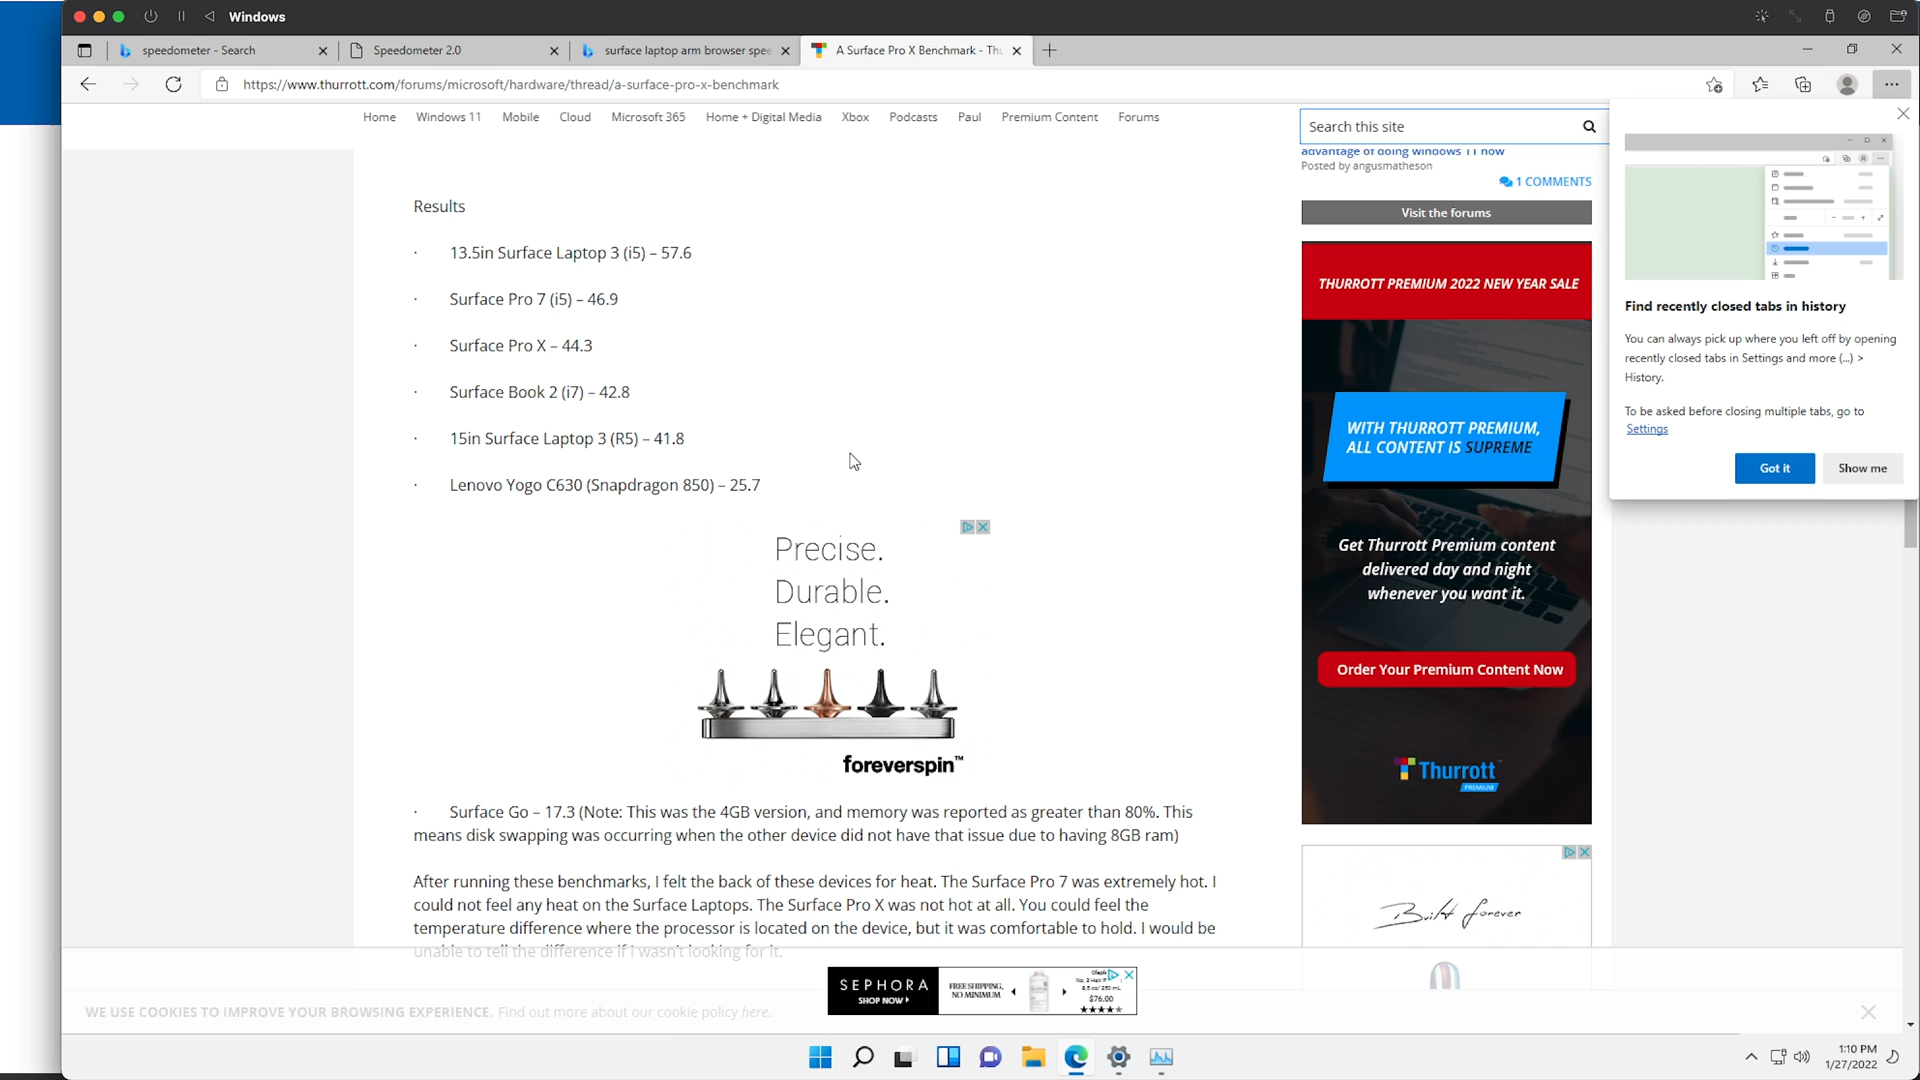 Windows
speedometer - Search
Speedometer 2.0
surface laptop arm browser spee
A Surface Pro X Benchmark - Thu
https://www.thurrott.com/forums/microsoft/hardware/thread/a-surface-pro-x-benchmark
Home Windows 11 Mobile Cloud Microsoft 365 Home + Digital Media Xbox Podcasts Paul Premium Content Forums
Search this site
advantage of doing windows 11 now
Posted by angusmatheson
1 COMMENTS
Visit the forums
Results
· 13.5in Surface Laptop 3 (i5) – 57.6
· Surface Pro 7 (i5) – 46.9
· Surface Pro X – 44.3
· Surface Book 2 (i7) – 42.8
· 15in Surface Laptop 3 (R5) – 41.8
· Lenovo Yogo C630 (Snapdragon 850) – 25.7
Precise.
Durable.
Elegant.
foreverspin™
· Surface Go – 17.3 (Note: This was the 4GB version, and memory was reported as greater than 80%. This
means disk swapping was occurring when the other device did not have that issue due to having 8GB ram)
After running these benchmarks, I felt the back of these devices for heat. The Surface Pro 7 was extremely hot. I
could not feel any heat on the Surface Laptops. The Surface Pro X was not hot at all. You could feel the
temperature difference where the processor is located on the device, but it was comfortable to hold. I would be
unable to tell the difference if I wasn't looking for it.
THURROTT PREMIUM 2022 NEW YEAR SALE
WITH THURROTT PREMIUM,
ALL CONTENT IS SUPREME
Get Thurrott Premium content
delivered day and night
whenever you want it.
Order Your Premium Content Now
Thurrott
PREMIUM
Built forever
Find recently closed tabs in history
You can always pick up where you left off by opening
recently closed tabs in Settings and more (...) >
History.
To be asked before closing multiple tabs, go to
Settings
Got it
Show me
SEPHORA
SHOP NOW
FREE SHIPPING,
NO MINIMUM
$76.00
WE USE COOKIES TO IMPROVE YOUR BROWSING EXPERIENCE. Find out more about our cookie policy here.
1:10 PM
1/27/2022